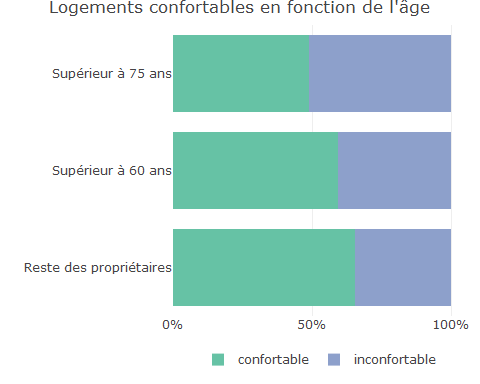 Logements confortables en fonction de l'âge
Supérieur à 75 ans
Supérieur à 60 ans
Reste des propriétaires
0% 50% 100%
confortable inconfortable